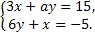 3x + ay = 15,
6y + x = −5.